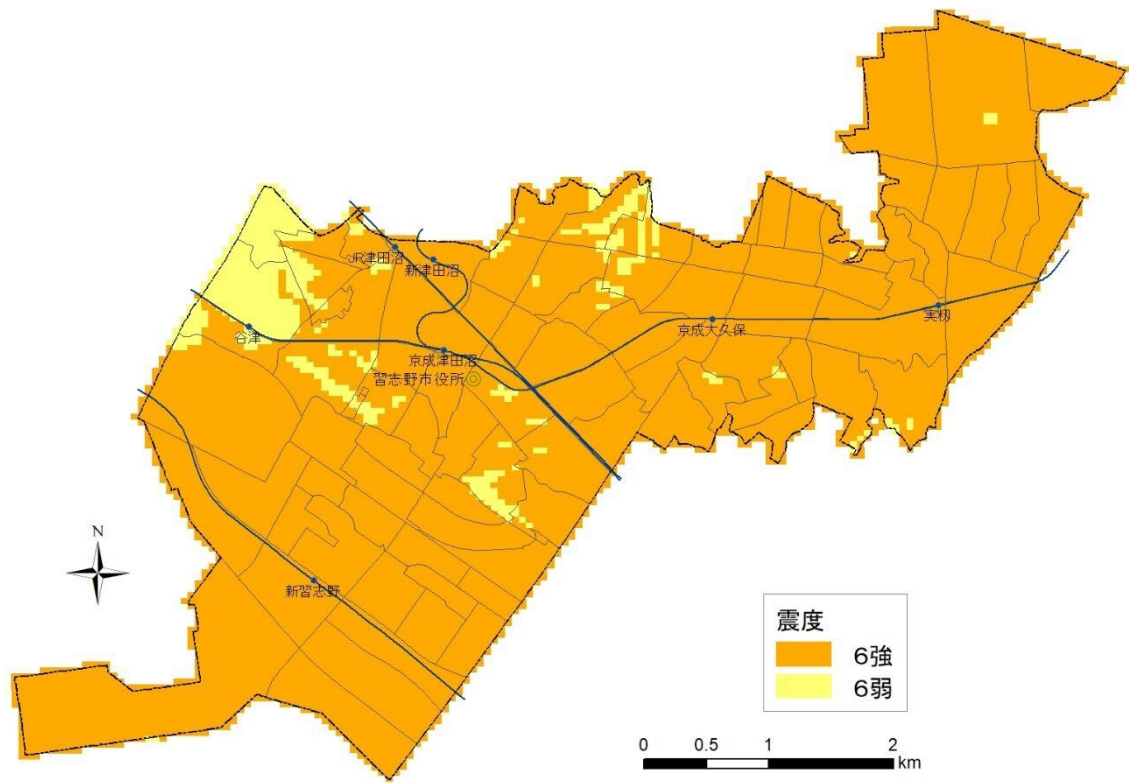 JR津田沼
新津田沼
実籾
京成大久保
谷津
京成津田沼
習志野市役所
N
新習志野
震度
6強
6弱
0 0.5 1 2
km